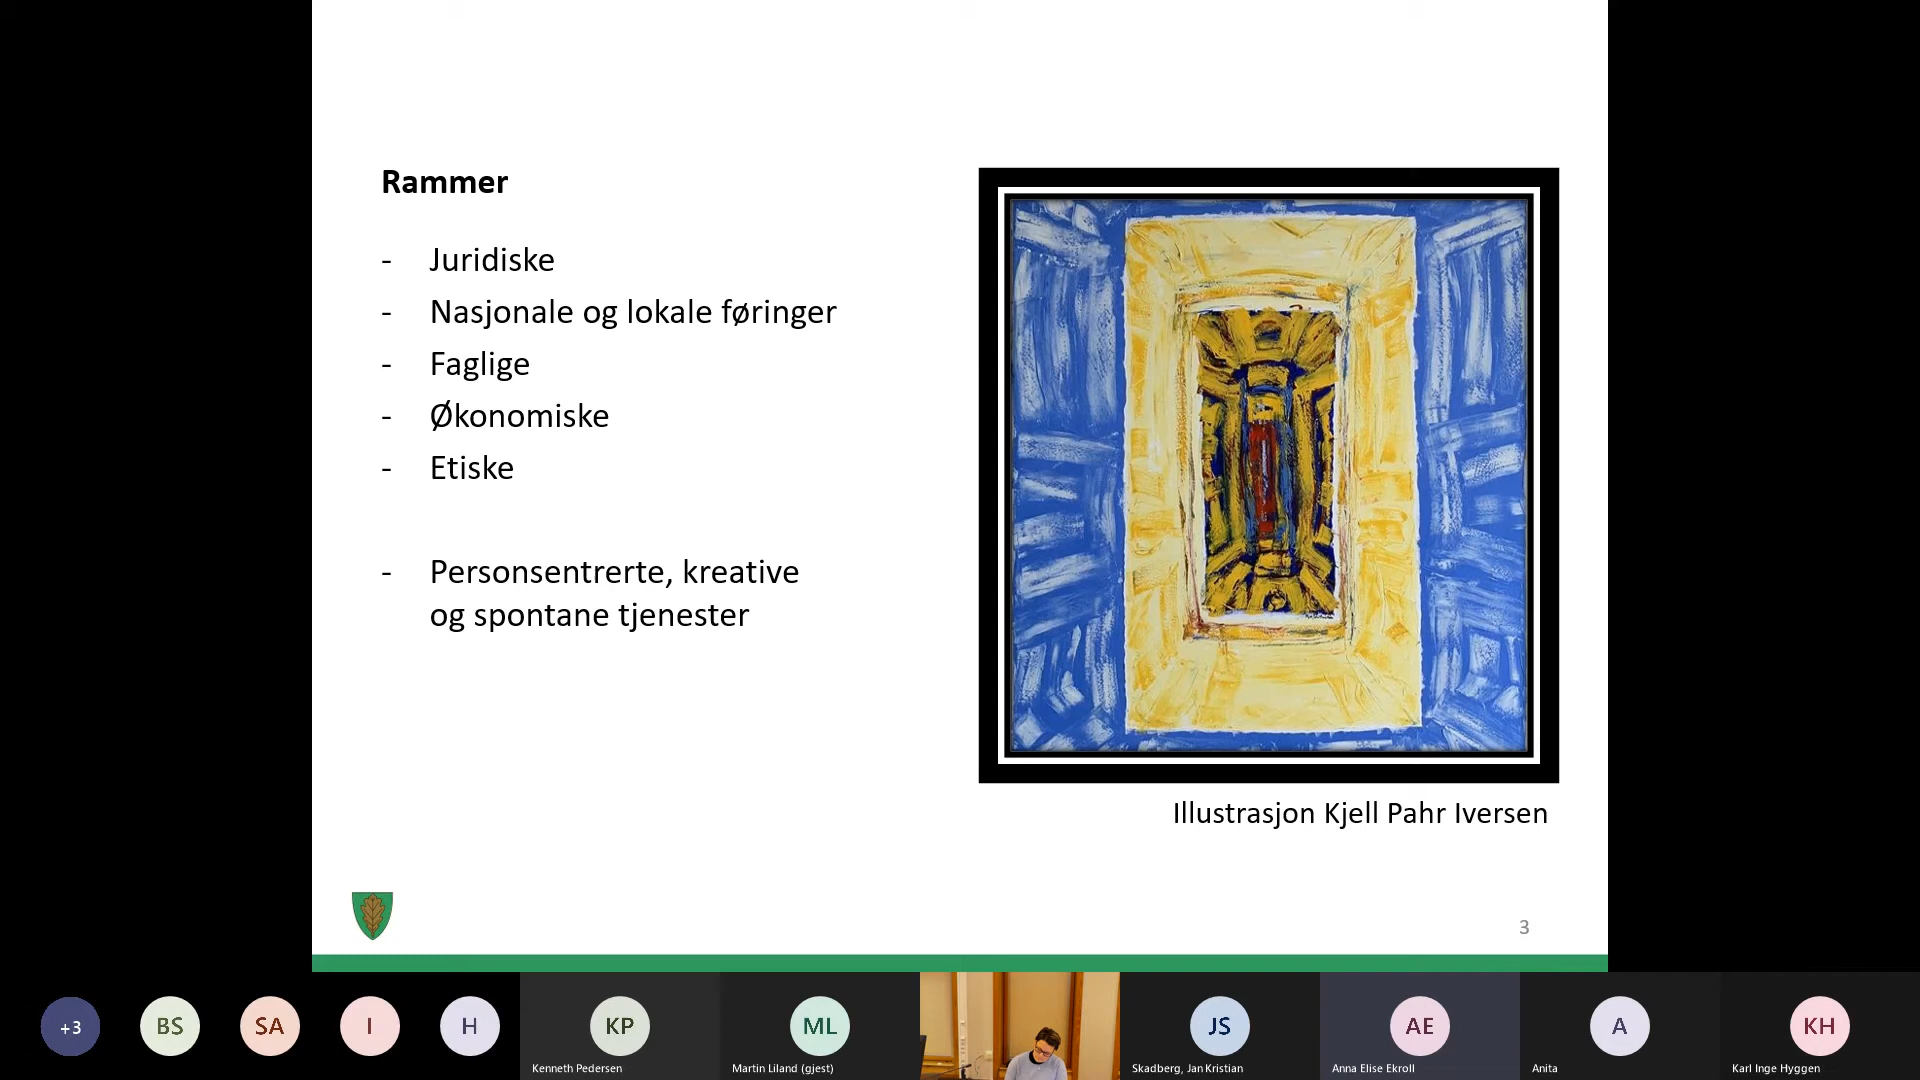 Rammer
- Juridiske
- Nasjonale og lokale føringer
- Faglige
- Økonomiske
- Etiske
- Personsentrerte, kreative
og spontane tjenester
Illustrasjon Kjell Pahr Iversen
3
+3
BS
SA
I
H
KP
Kenneth Pedersen
ML
Martin Liland (gjest)
JS
Skadberg, Jan Kristian
AE
Anna Elise Ekroll
A
Anita
KH
Karl Inge Hyggen